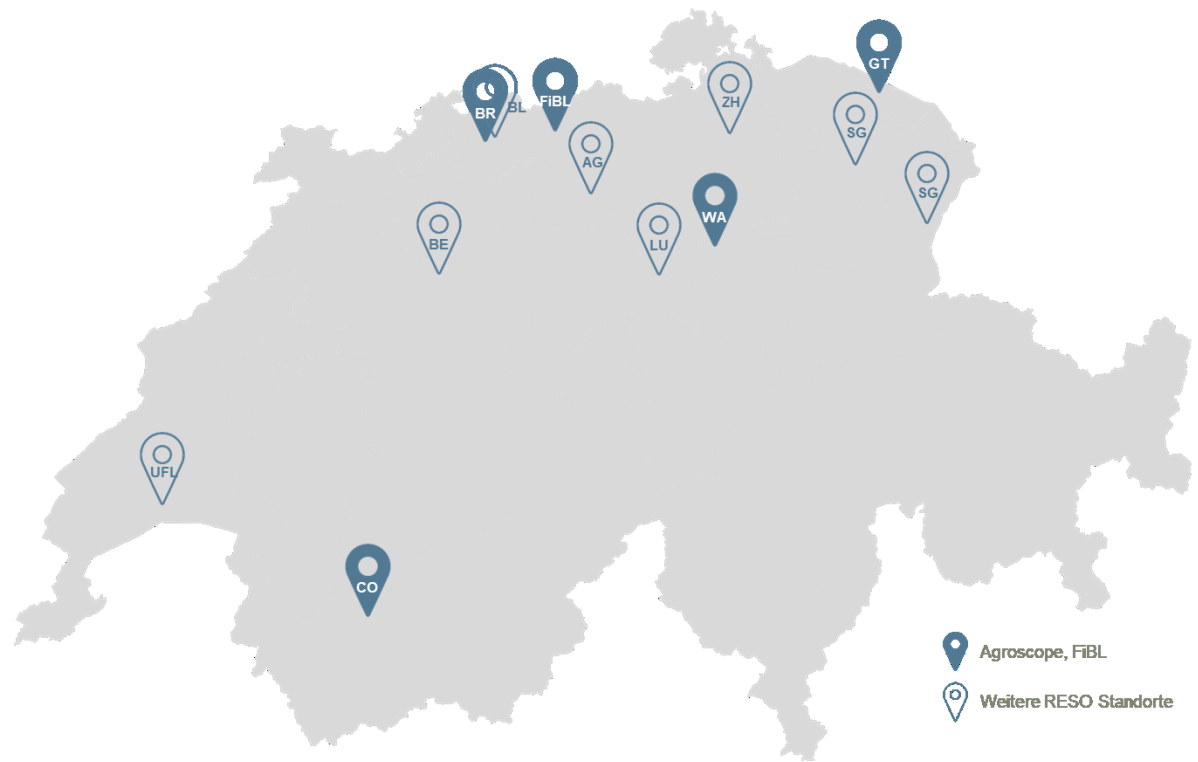 GT
FiBL
BR
BL
ZH
SG
AG
SG
WA
BE
LU
UFL
CO
Agroscope, FiBL
Weitere RESO Standorte